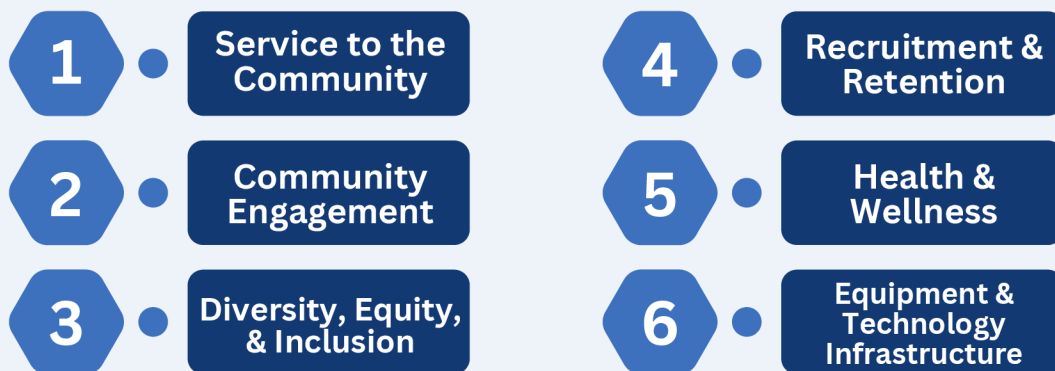 1
Service to the
Community
2
Community
Engagement
3
Diversity, Equity,
& Inclusion
4
Recruitment &
Retention
5
Health &
Wellness
6
Equipment &
Technology
Infrastructure